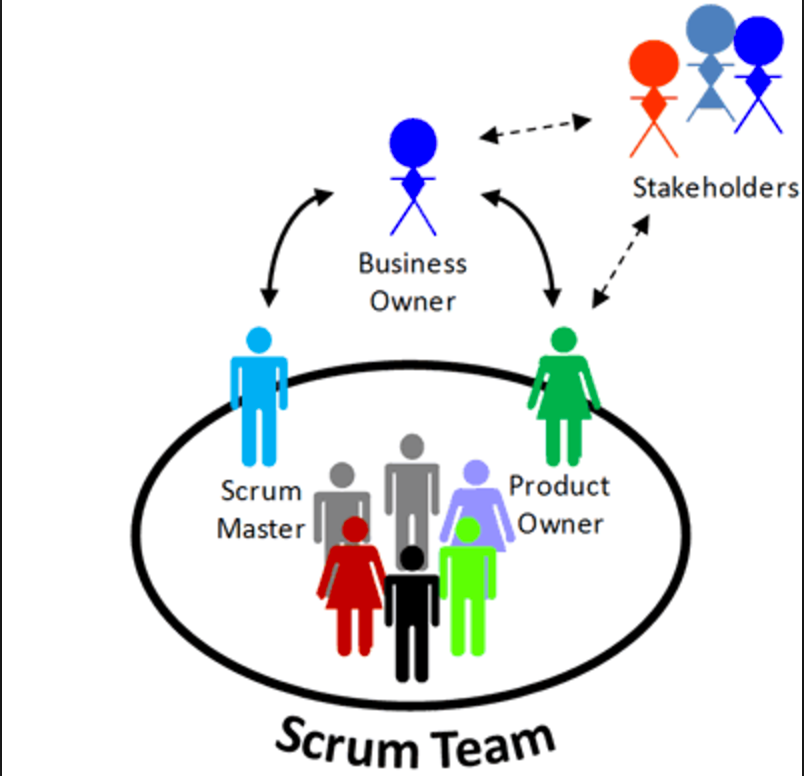 Stakeholders
Business
Owner
Scrum
Master
Product
Owner
Scrum Team